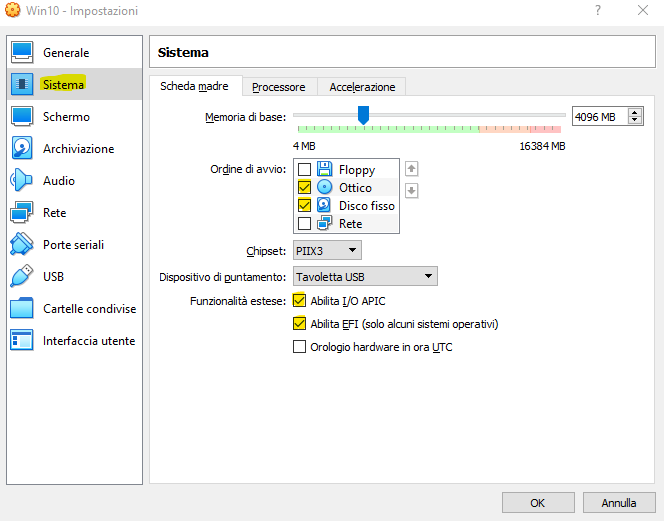 Win10 - Impostazioni
Generale
Sistema
Schermo
Archiviazione
Audio
Rete
Porte seriali
USB
Cartelle condivise
Interfaccia utente
Sistema
Scheda madre Processore Accelerazione
Memoria di base: 4096 MB
4 MB 16384 MB
Ordine di avvio: Floppy
Ottico
Disco fisso
Rete
Chipset: PIIX3
Dispositivo di puntamento: Tavoletta USB
Funzionalità estese: Abilita I/O APIC
Abilita EFI (solo alcuni sistemi operativi)
Orologio hardware in ora UTC
OK Annulla